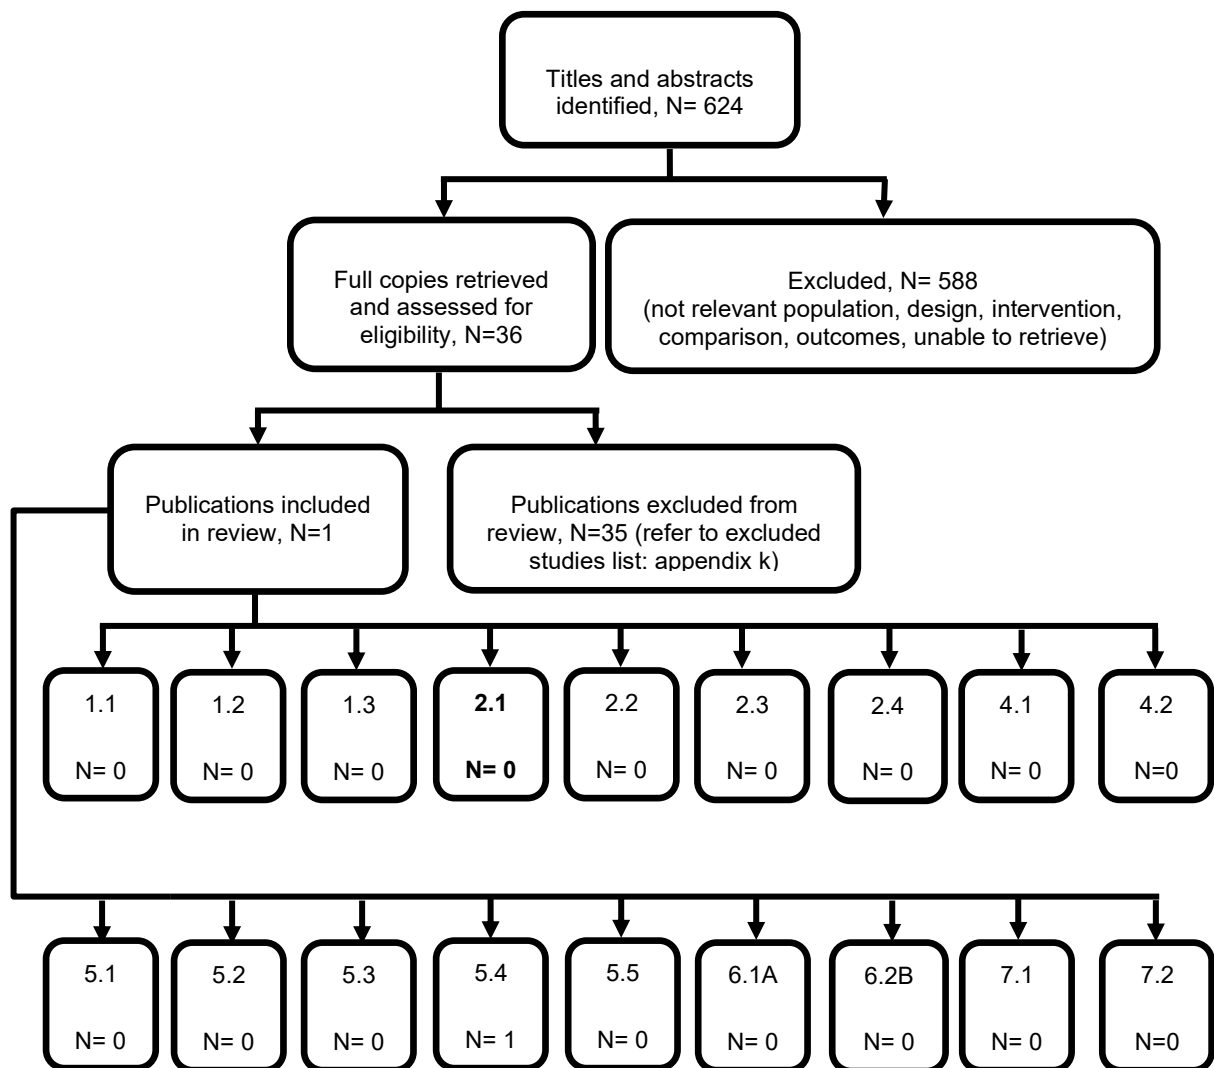 Titles and abstracts
identified, N= 624
Full copies retrieved
and assessed for
eligibility, N=36
Excluded, N= 588
(not relevant population, design, intervention,
comparison, outcomes, unable to retrieve)
Publications included
in review, N=1
Publications excluded from
review, N=35 (refer to excluded
studies list: appendix k)
1.1
N= 0
1.2
N= 0
1.3
N= 0
2.1
N= 0
2.2
N= 0
2.3
N= 0
2.4
N= 0
4.1
N= 0
4.2
N=0
5.1
N= 0
5.2
N= 0
5.3
N= 0
5.4
N= 1
5.5
N= 0
6.1A
N= 0
6.2B
N= 0
7.1
N= 0
7.2
N=0